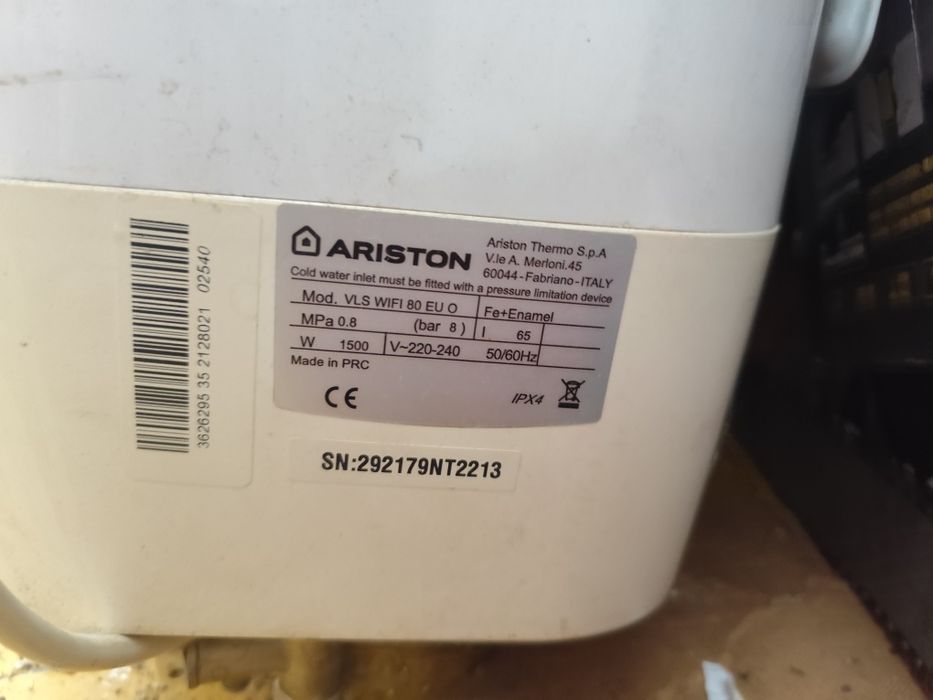 3626295 35 2128021 02540
ARISTON
Ariston Thermo S.p.A
V.le A. Merloni.45
60044-Fabriano-ITALY
Cold water inlet must be fitted with a pressure limitation device
Mod. VLS WIFI 80 EU O Fe+Enamel
MPa 0.8 (bar 8) l 65
W 1500 V~220-240 50/60Hz
Made in PRC
CE IPX4
SN:292179NT2213